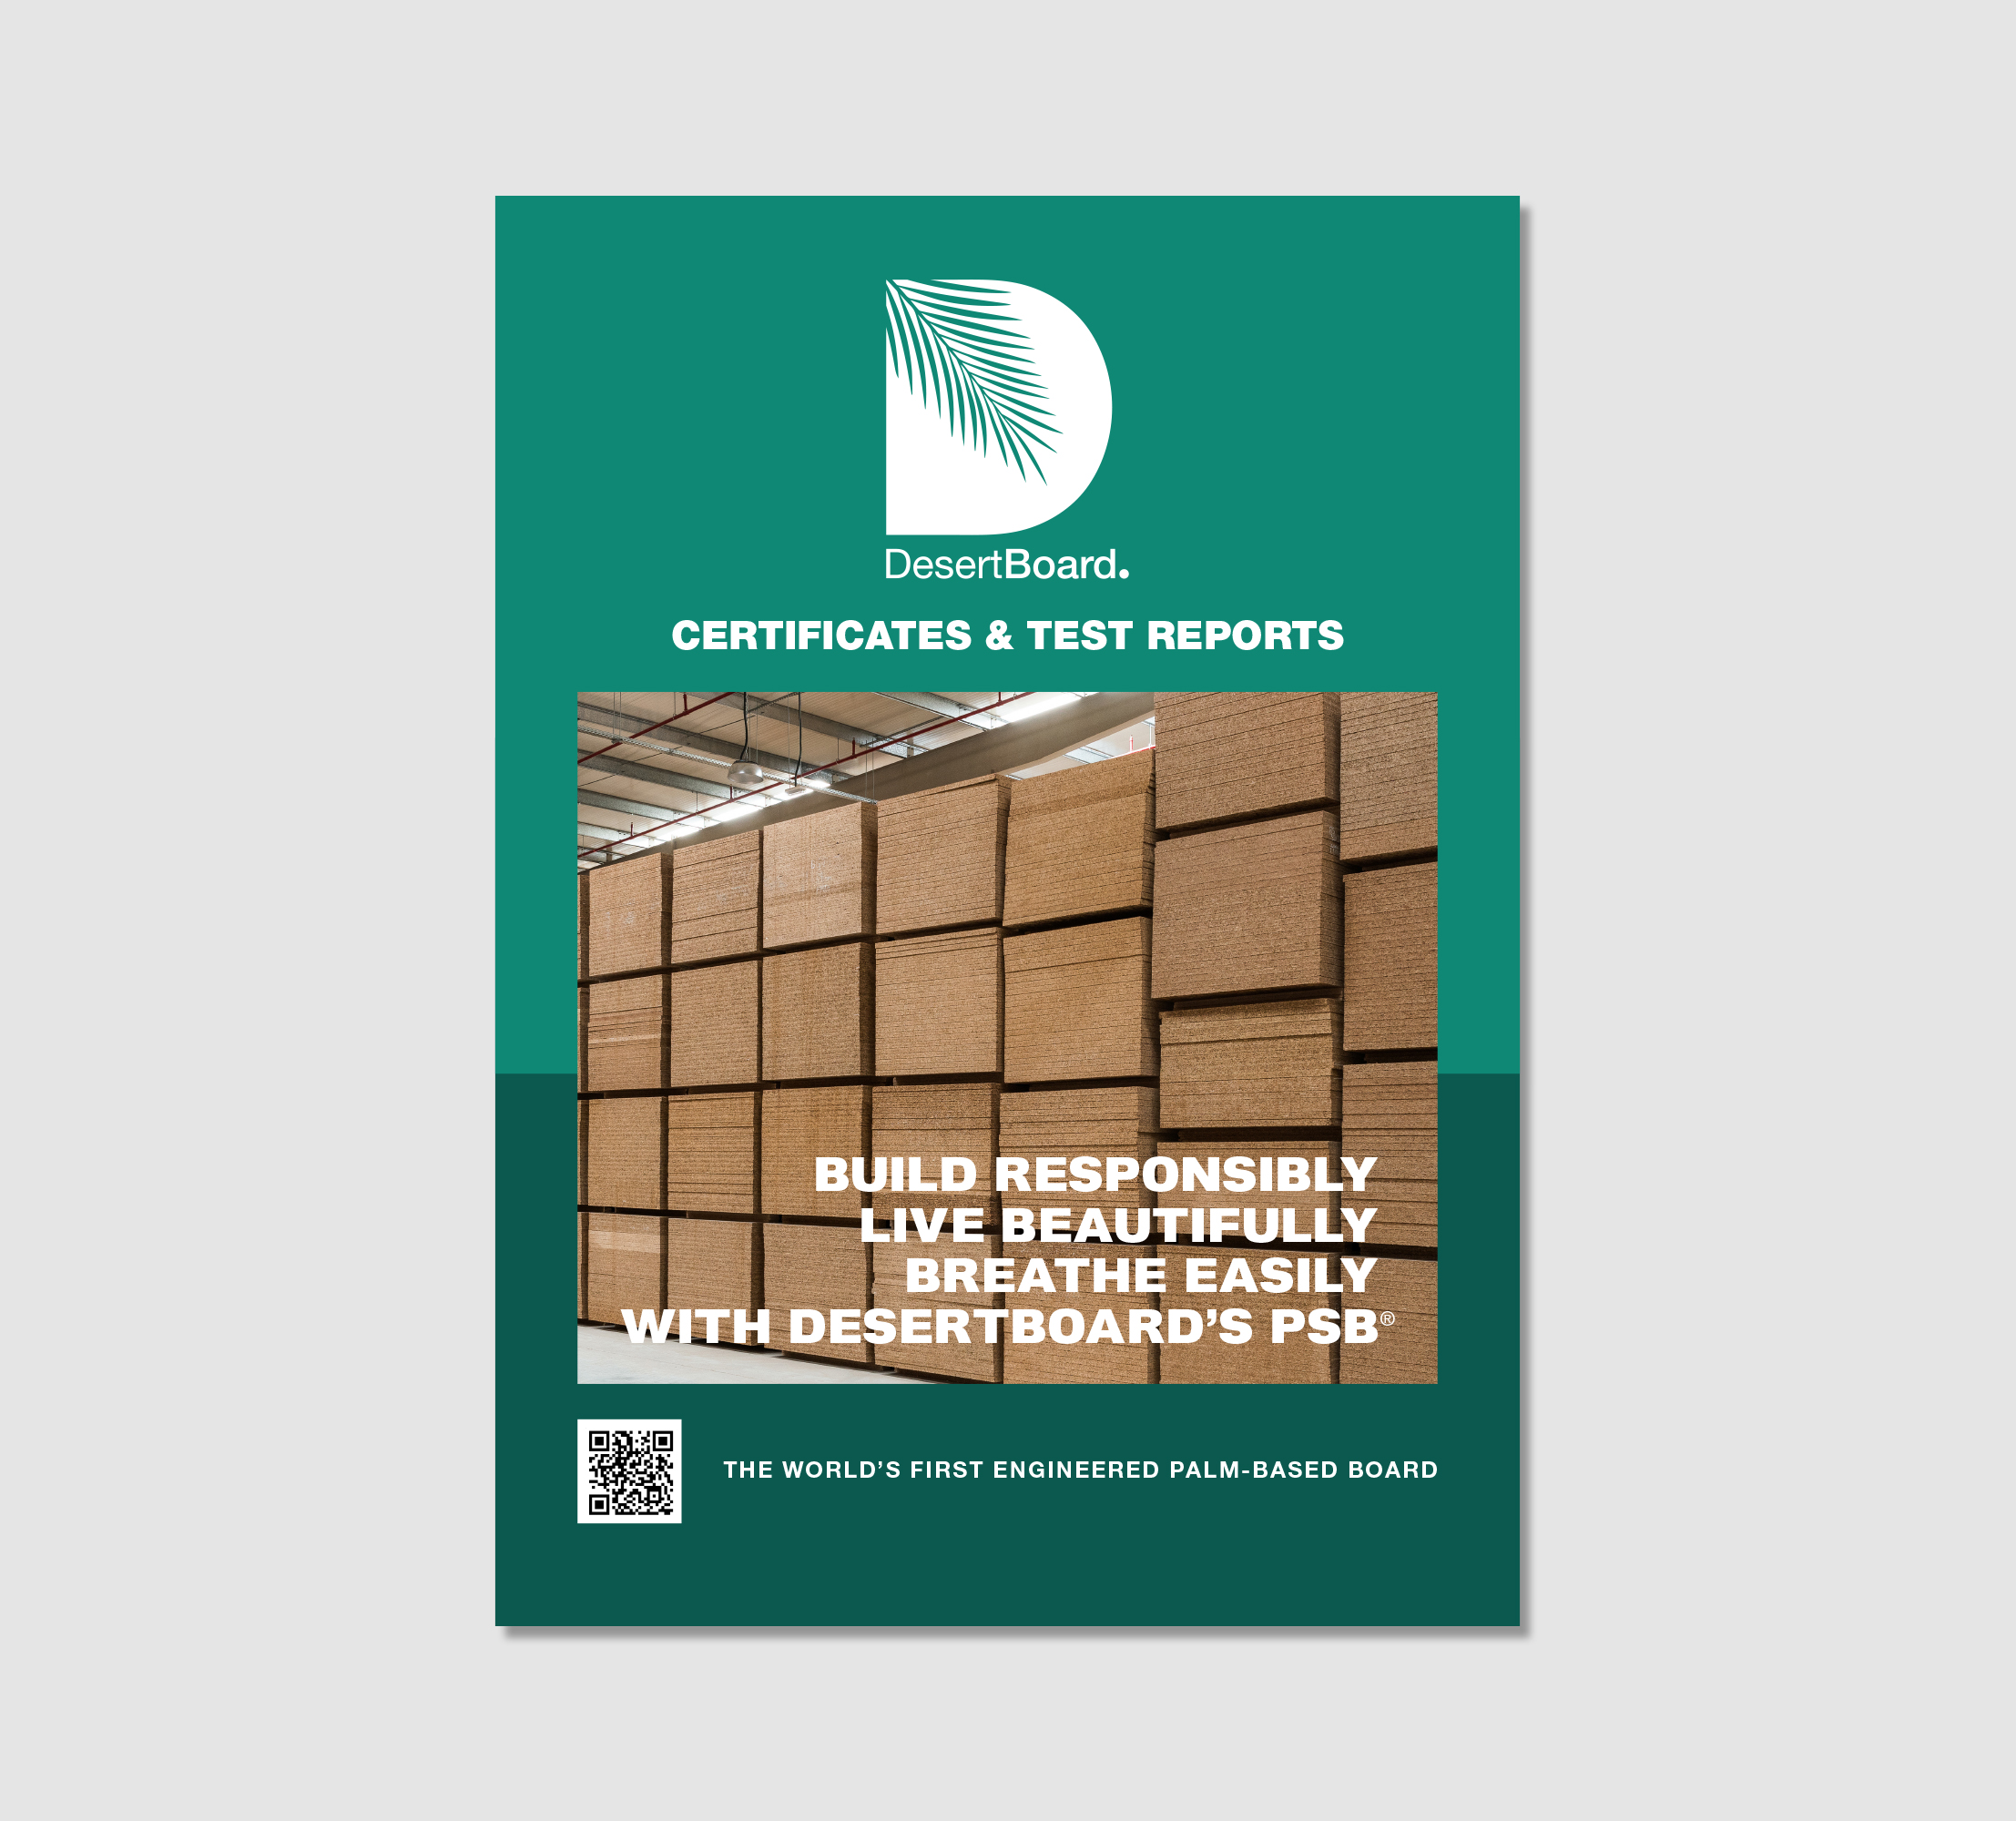 DesertBoard.
CERTIFICATES & TEST REPORTS
BUILD RESPONSIBLY
LIVE BEAUTIFULLY
BREATHE EASILY
WITH DESERTBOARD’S PSB®
THE WORLD’S FIRST ENGINEERED PALM-BASED BOARD